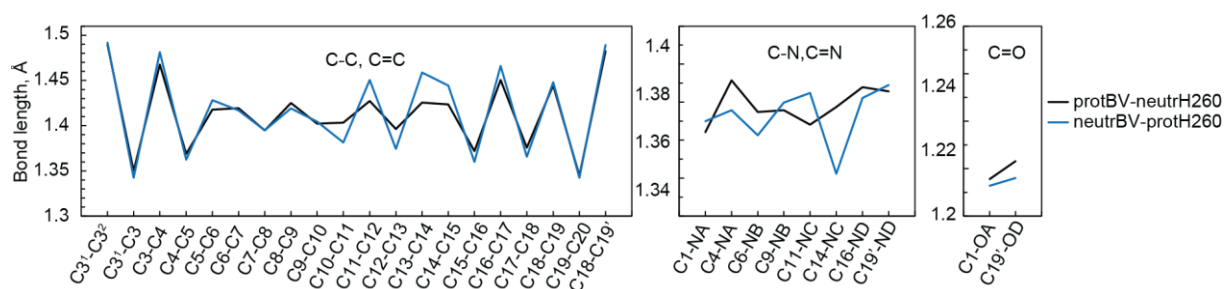 Bond length, Å
1.5
1.45
1.4
1.35
1.3
C-C, C=C
C3¹-C3²
C3¹-C3
C3-C4
C4-C5
C5-C6
C6-C7
C7-C8
C8-C9
C9-C10
C10-C11
C11-C12
C12-C13
C13-C14
C14-C15
C15-C16
C16-C17
C17-C18
C18-C19
C19-C20
C18-C19'
1.4
1.38
1.36
1.34
C-N,C=N
C1-NA
C4-NA
C6-NB
C9-NB
C11-NC
C14-NC
C16-ND
C19'-ND
1.26
1.24
1.22
1.2
C=O
C1-OA
C19'-OD
protBV-neutrH260
neutrBV-protH260